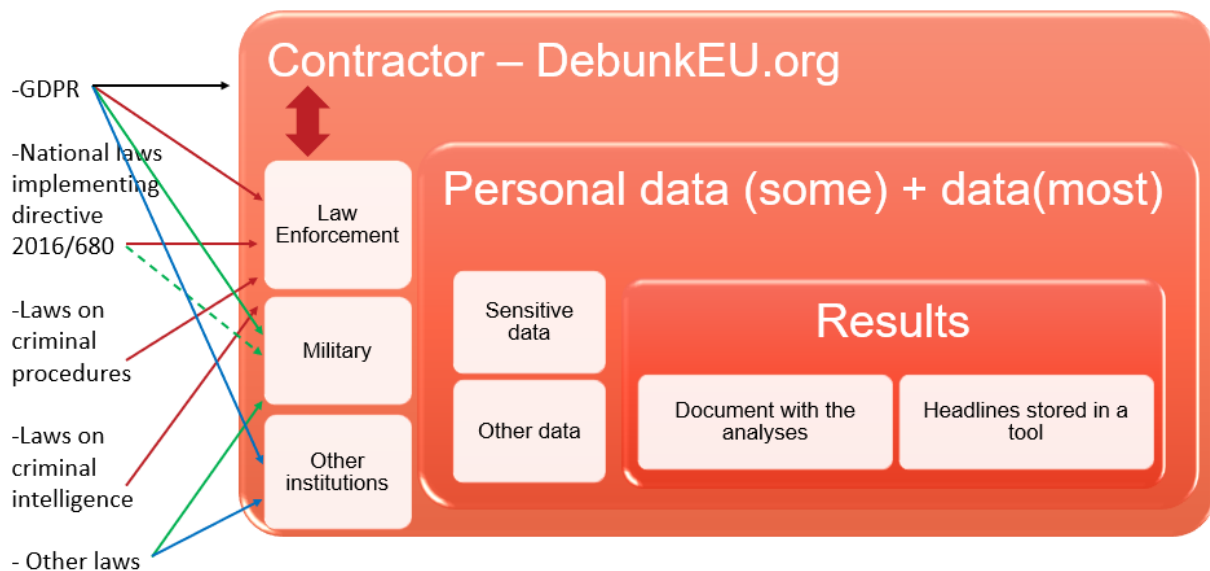 Contractor – DebunkEU.org
-GDPR
-National laws
implementing
directive
2016/680
-Laws on
criminal
procedures
-Laws on
criminal
intelligence
- Other laws
Law
Enforcement
Military
Other
institutions
Personal data (some) + data(most)
Sensitive
data
Other data
Results
Document with the
analyses
Headlines stored in a
tool